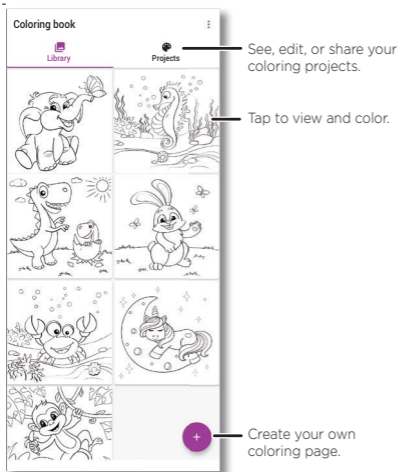 Coloring book
Library
Projects
See, edit, or share your
coloring projects.
Tap to view and color.
+
Create your own
coloring page.